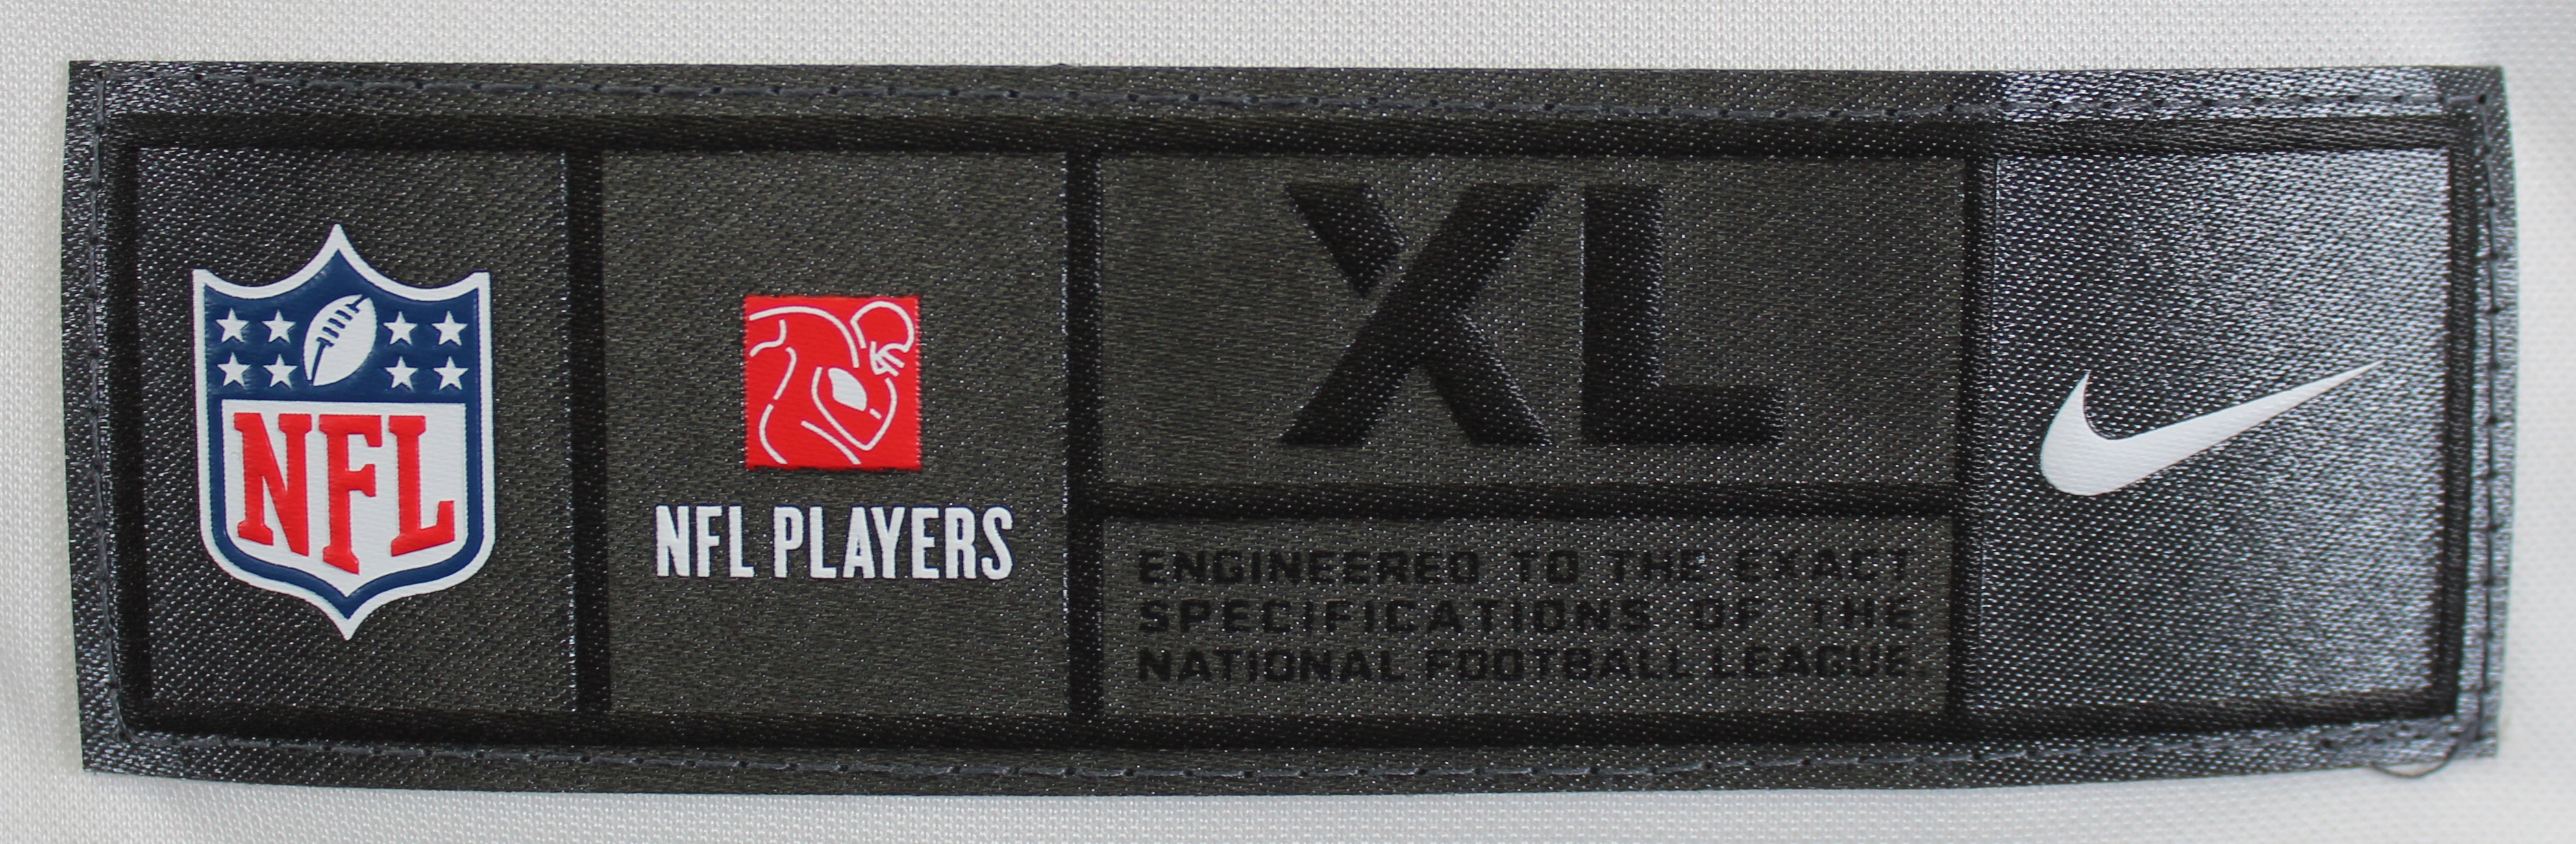 NFL
NFL PLAYERS
XL
ENGINEERED TO THE EXACT
SPECIFICATIONS OF THE
NATIONAL FOOTBALL LEAGUE.